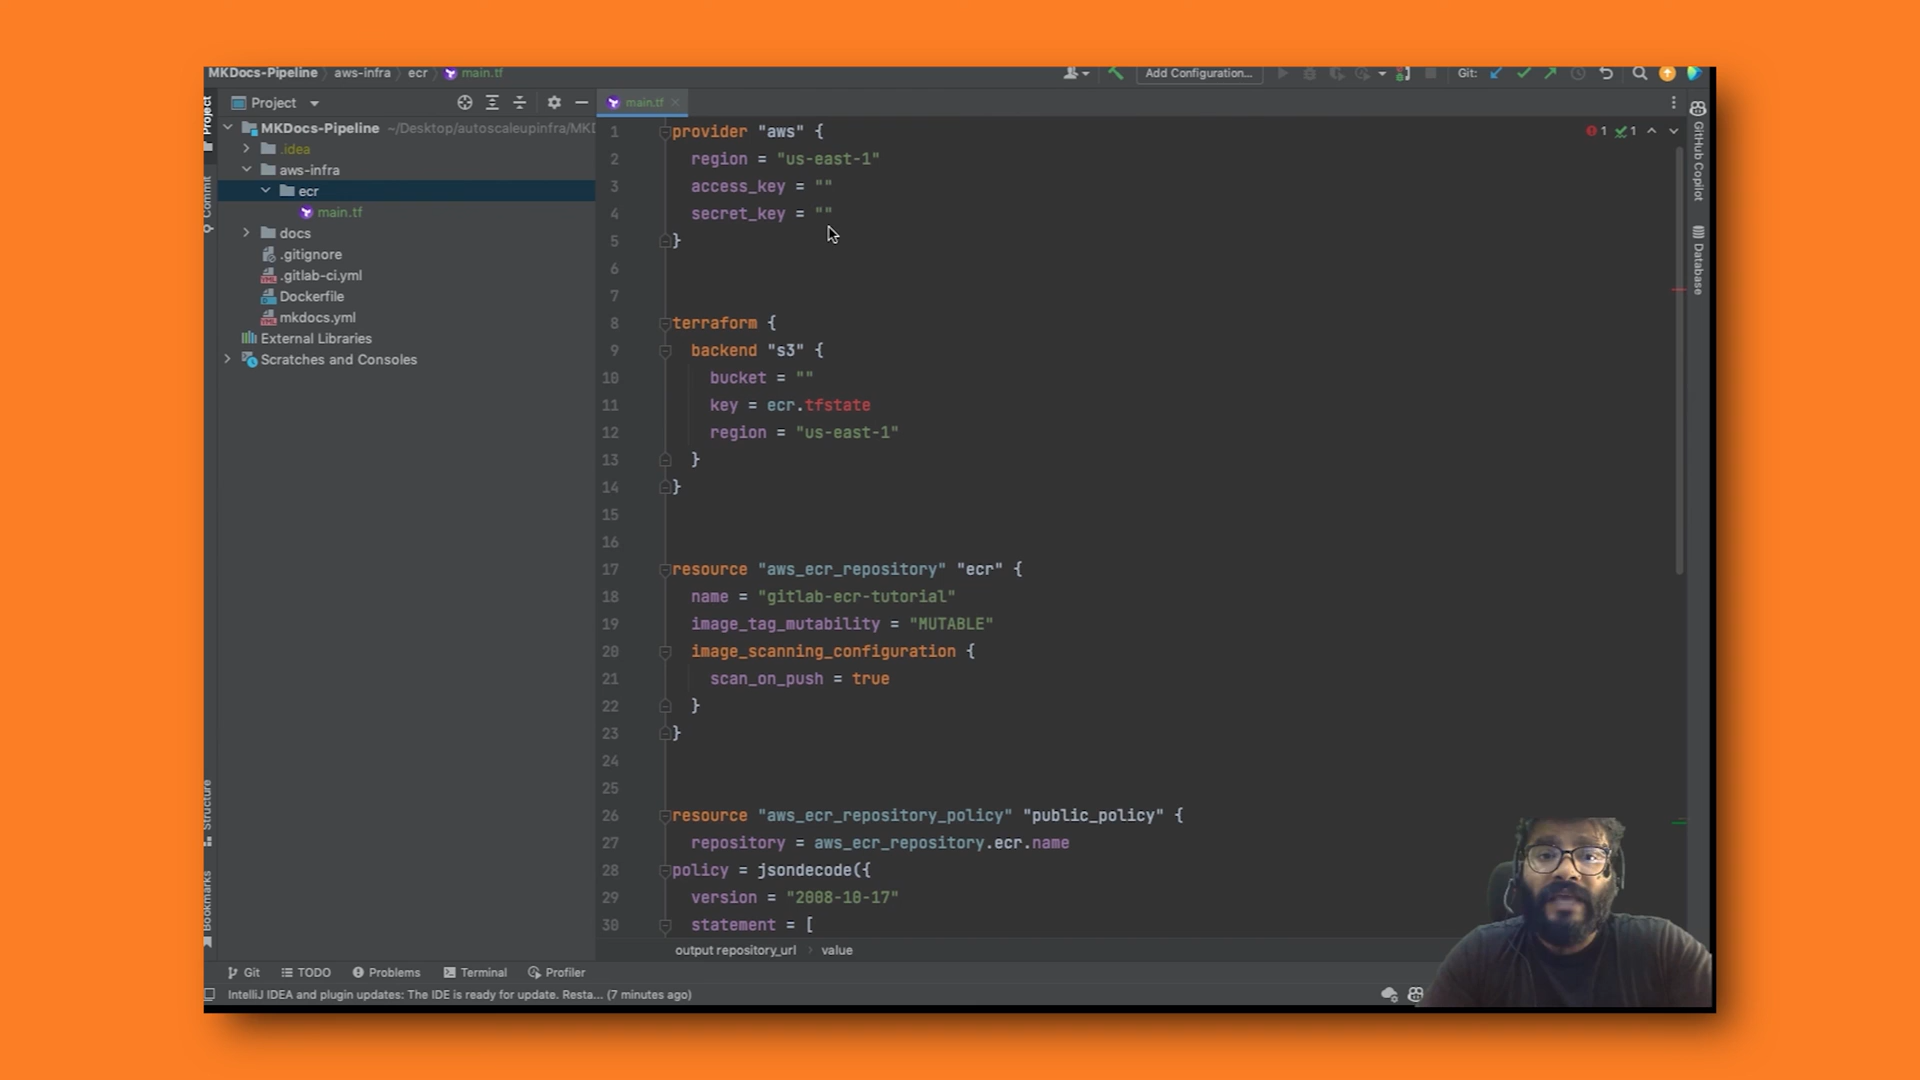 MKDocs-Pipeline aws-infra ecr main.tf
Add Configuration...
Git:
Project
main.tf
Project
Commit
Structure
Bookmarks
MKDocs-Pipeline ~/Desktop/autoscaleupinfra/MK
.idea
aws-infra
ecr
main.tf
docs
.gitignore
.gitlab-ci.yml
Dockerfile
mkdocs.yml
External Libraries
Scratches and Consoles
1 provider "aws" {
2 region = "us-east-1"
3 access_key = ""
4 secret_key = ""
5 }
6
7
8 terraform {
9 backend "s3" {
10 bucket = ""
11 key = ecr.tfstate
12 region = "us-east-1"
13 }
14 }
15
16
17 resource "aws_ecr_repository" "ecr" {
18 name = "gitlab-ecr-tutorial"
19 image_tag_mutability = "MUTABLE"
20 image_scanning_configuration {
21 scan_on_push = true
22 }
23 }
24
25
26 resource "aws_ecr_repository_policy" "public_policy" {
27 repository = aws_ecr_repository.ecr.name
28 policy = jsondecode({
29 version = "2008-10-17"
30 statement = [
1 1
GitHub Copilot
Database
output repository_url value
Git TODO Problems Terminal Profiler
IntelliJ IDEA and plugin updates: The IDE is ready for update. Resta... (7 minutes ago)